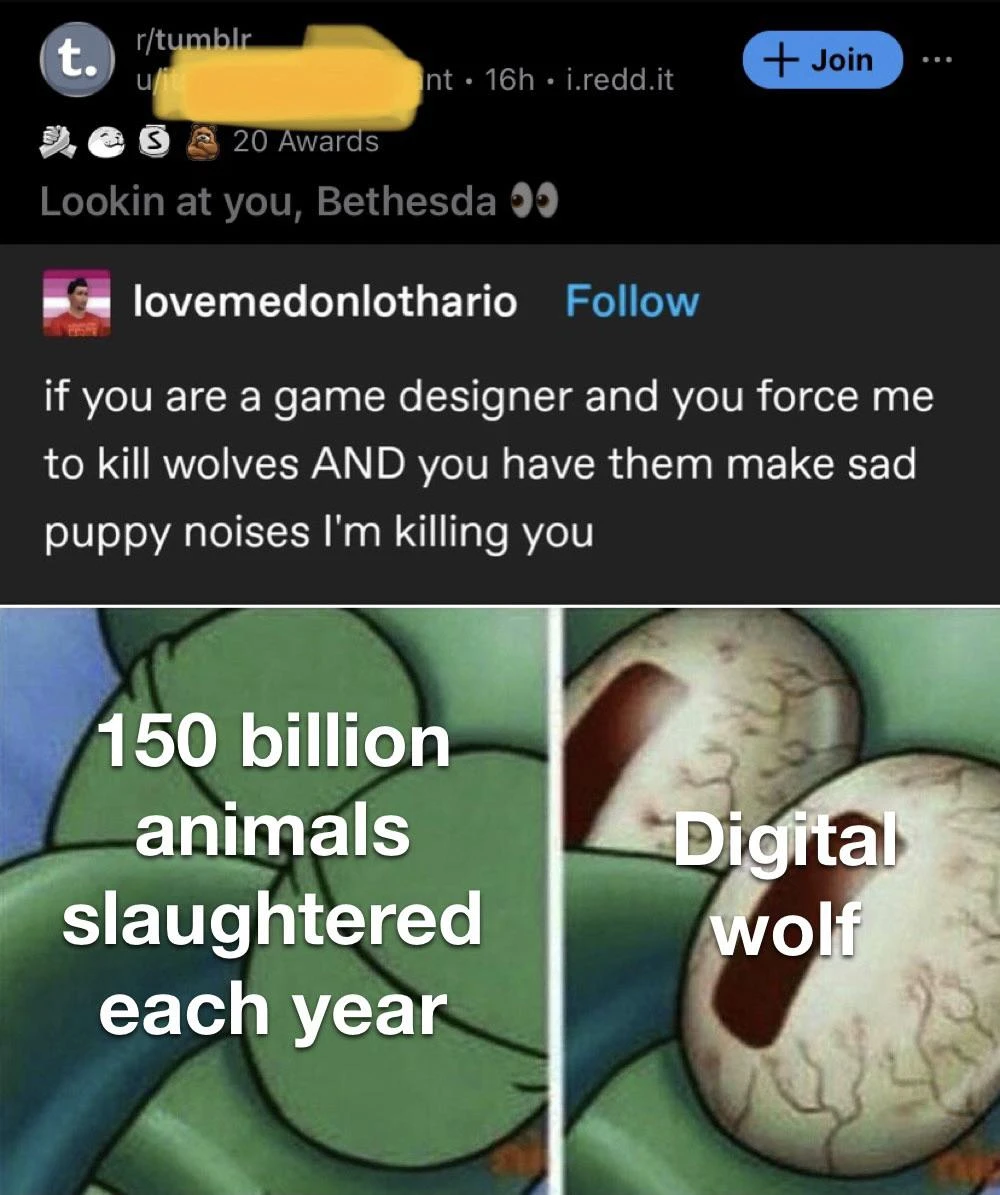 t.
r/tumblr
nt • 16h • i.redd.it
+ Join ...
S
20 Awards
Lookin at you, Bethesda 👀
lovemedonlothario Follow
if you are a game designer and you force me
to kill wolves AND you have them make sad
puppy noises I'm killing you
150 billion
animals
slaughtered
each year
Digital
wolf